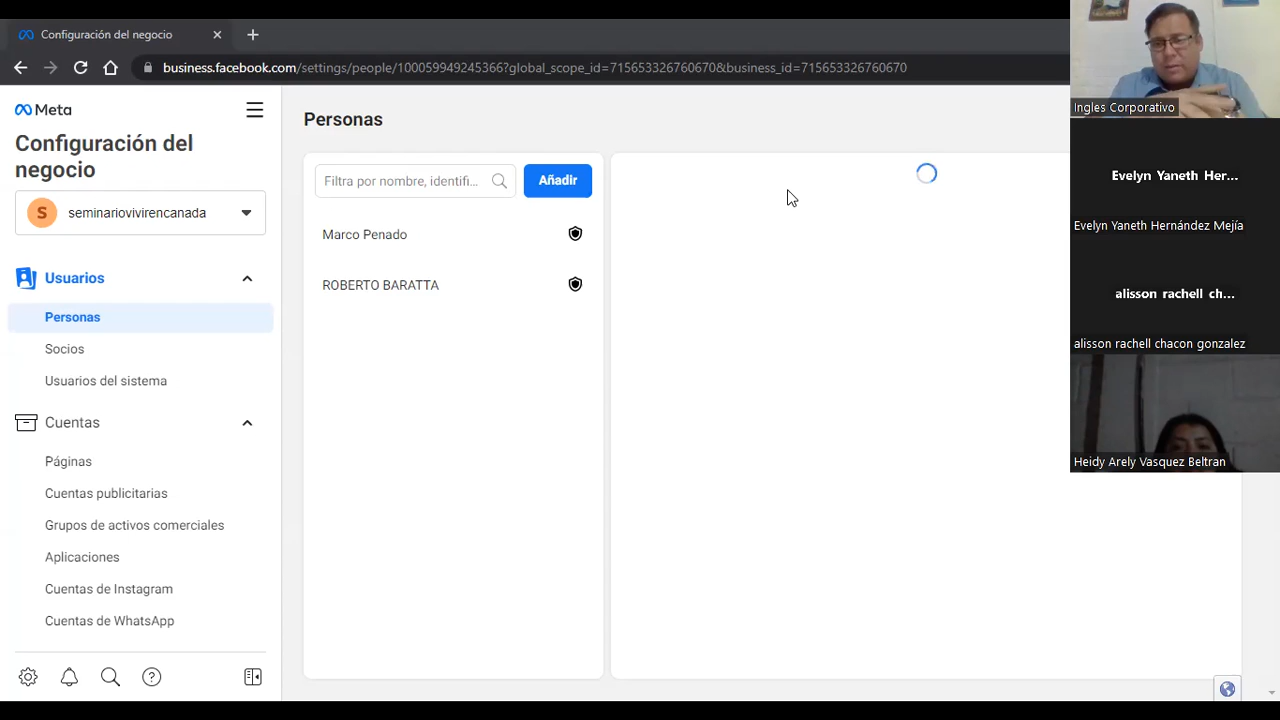 Configuración del negocio
business.facebook.com/settings/people/100059949245366?global_scope_id=715653326760670&business_id=715653326760670
Meta
Configuración del
negocio
S
seminariovivirencanada
Usuarios
Personas
Socios
Usuarios del sistema
Cuentas
Páginas
Cuentas publicitarias
Grupos de activos comerciales
Aplicaciones
Cuentas de Instagram
Cuentas de WhatsApp
Personas
Filtra por nombre, identifi...
Añadir
Marco Penado
ROBERTO BARATTA
Ingles Corporativo
Evelyn Yaneth Her...
Evelyn Yaneth Hernández Mejía
alisson rachell ch...
alisson rachell chacon gonzalez
Heidy Arely Vasquez Beltran